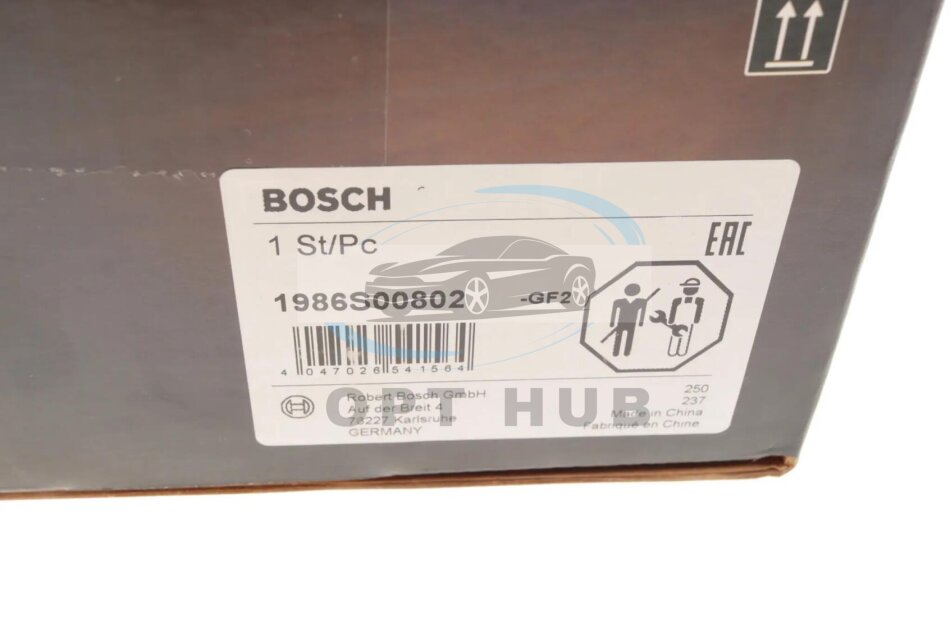 BOSCH
1 St/Pc
EAC
1986S00802 -GF2
4 047026 541564
Robert Bosch GmbH
Auf der Breit 4
76227 Karlsruhe
GERMANY
250
237
Made in China
Fabriqué en Chine
OPT HUB